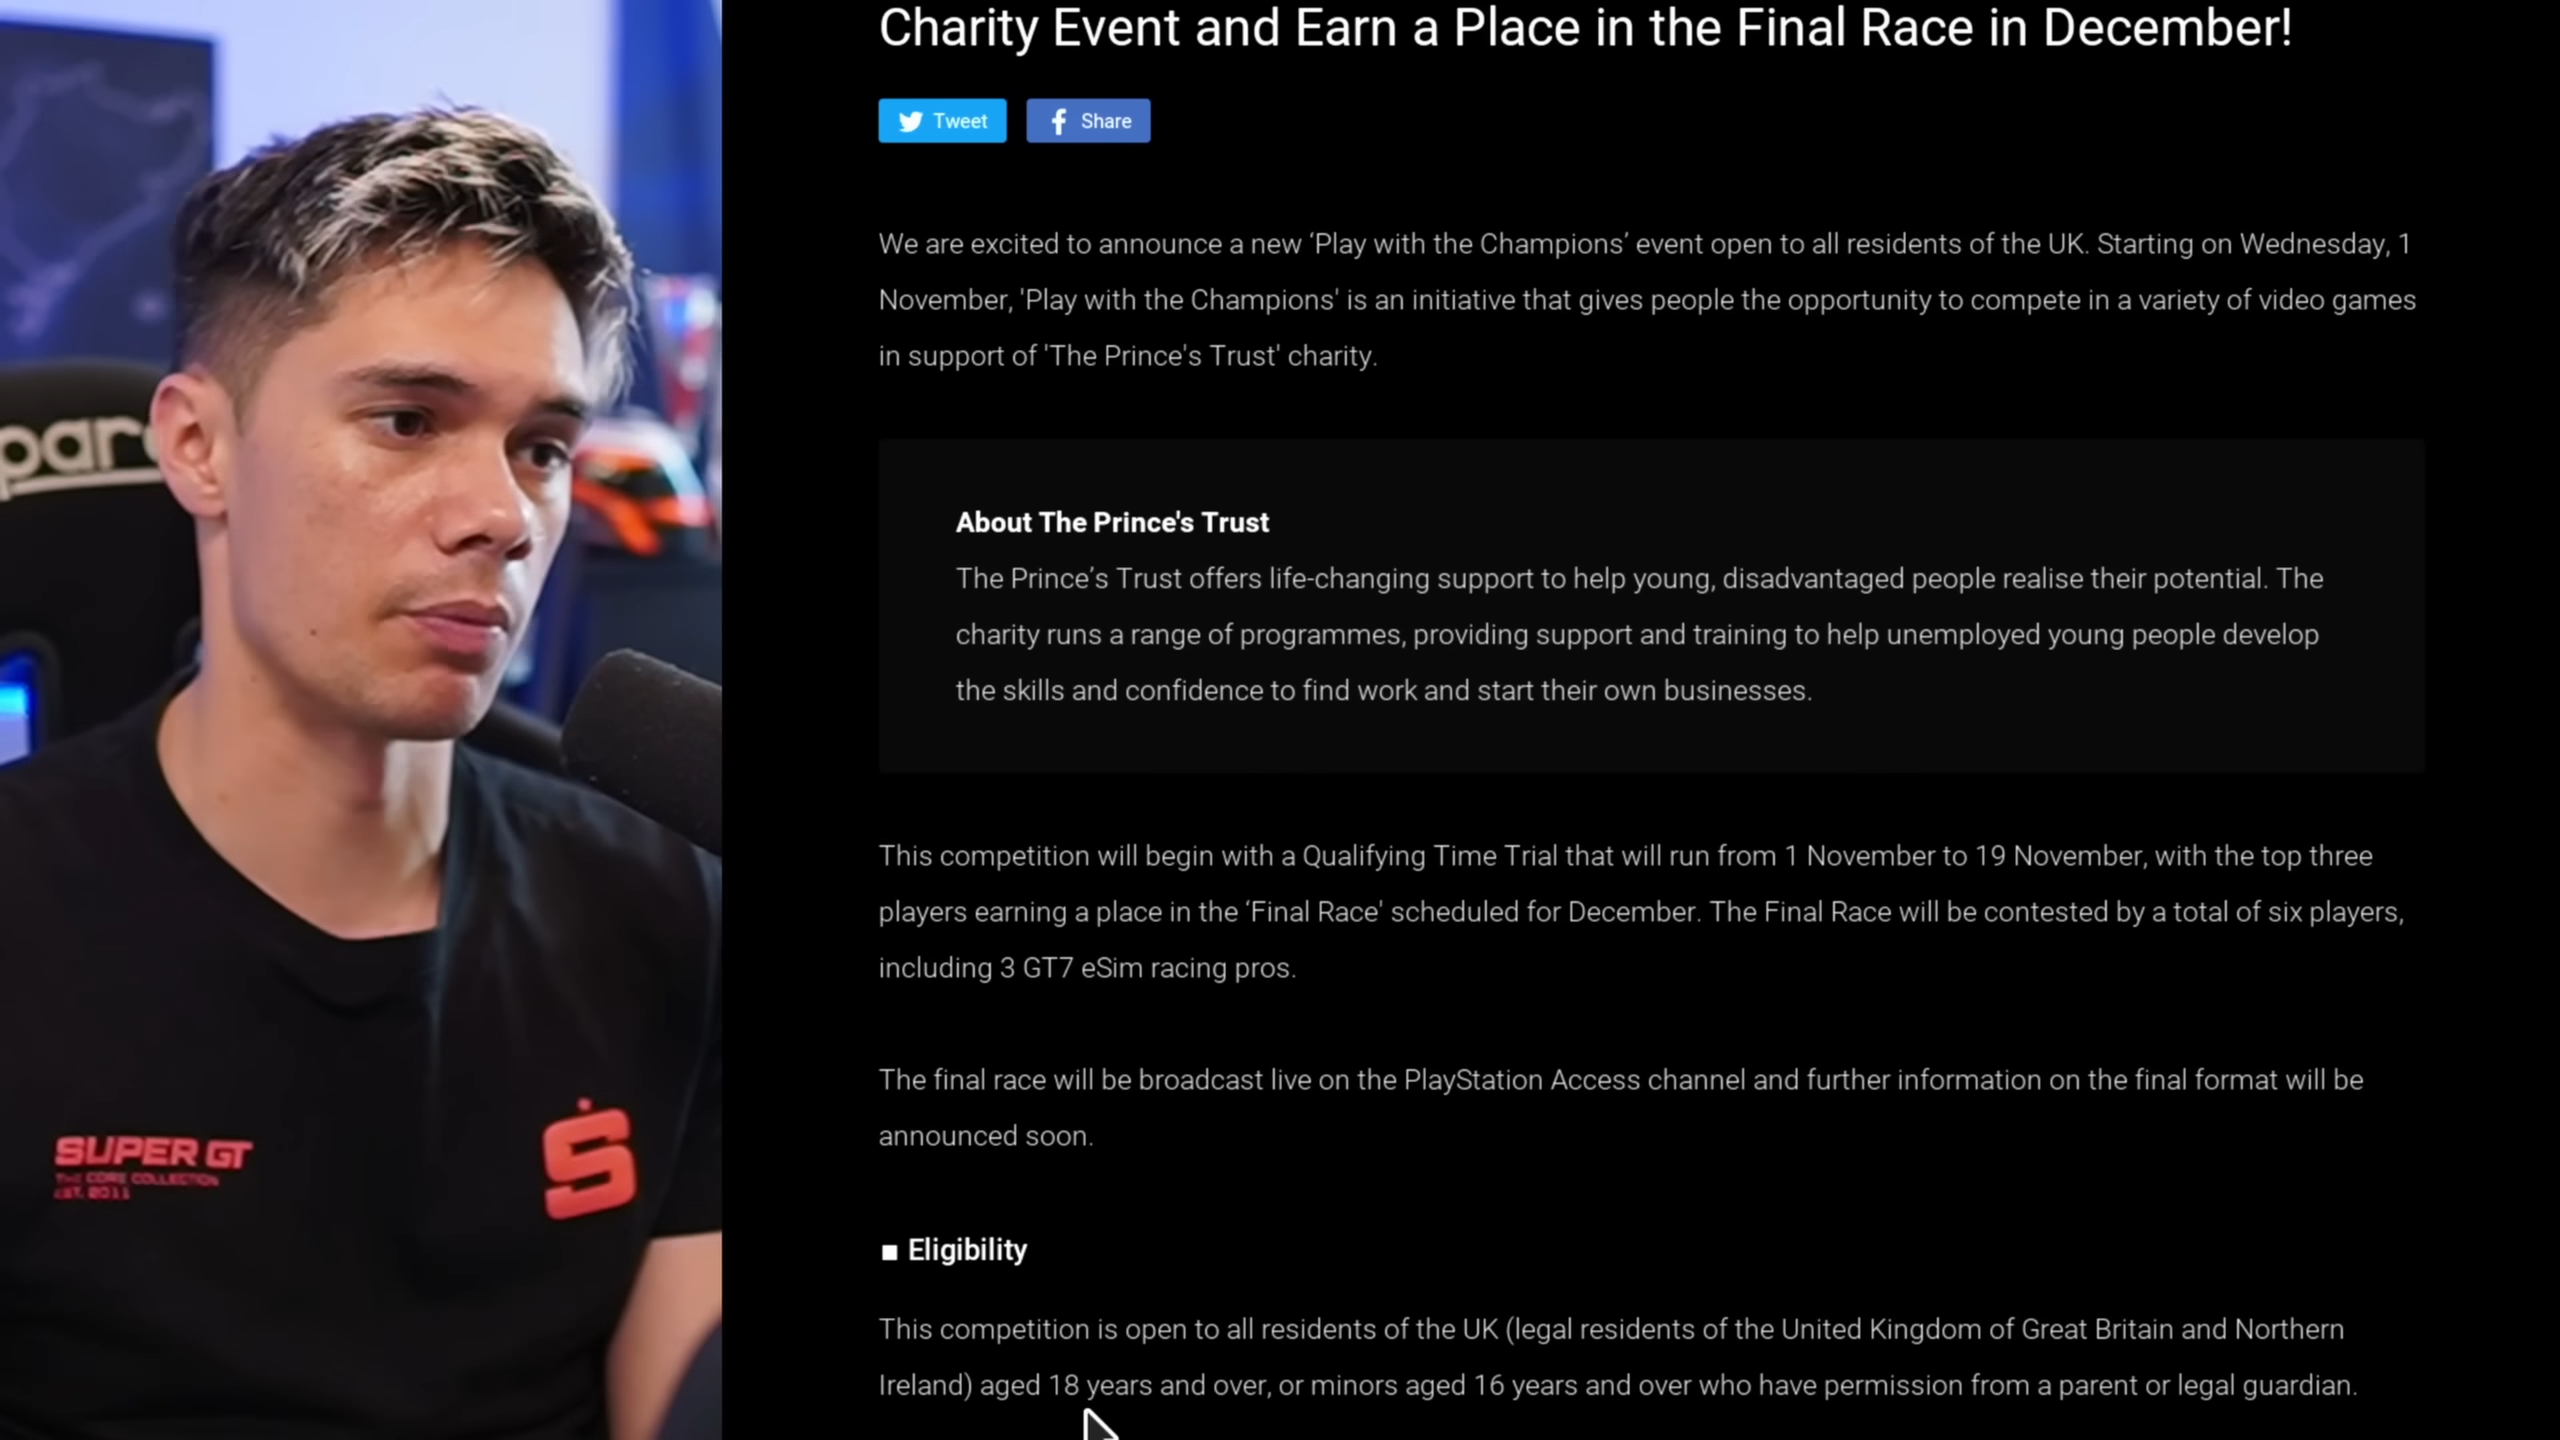 Charity Event and Earn a Place in the Final Race in December!
Tweet
Share
We are excited to announce a new ‘Play with the Champions’ event open to all residents of the UK. Starting on Wednesday, 1
November, 'Play with the Champions' is an initiative that gives people the opportunity to compete in a variety of video games
in support of 'The Prince's Trust' charity.
About The Prince's Trust
The Prince’s Trust offers life-changing support to help young, disadvantaged people realise their potential. The
charity runs a range of programmes, providing support and training to help unemployed young people develop
the skills and confidence to find work and start their own businesses.
This competition will begin with a Qualifying Time Trial that will run from 1 November to 19 November, with the top three
players earning a place in the ‘Final Race' scheduled for December. The Final Race will be contested by a total of six players,
including 3 GT7 eSim racing pros.
The final race will be broadcast live on the PlayStation Access channel and further information on the final format will be
announced soon.
■ Eligibility
This competition is open to all residents of the UK (legal residents of the United Kingdom of Great Britain and Northern
Ireland) aged 18 years and over, or minors aged 16 years and over who have permission from a parent or legal guardian.
parc
SUPER GT
THE CORE COLLECTION
EST. 2011
S